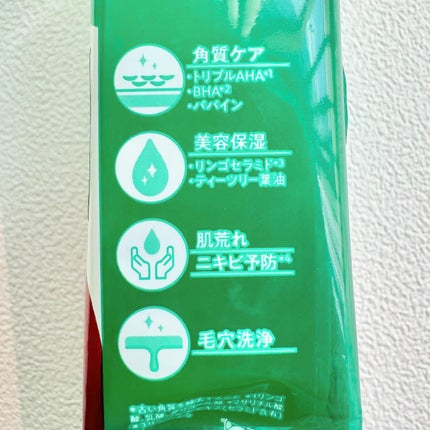 角質ケア
・トリプルAHA*1
・BHA*2
・パパイン
美容保湿
・リンゴセラミド*3
・ティーツリー葉油
肌荒れ
ニキビ予防*4
毛穴洗浄